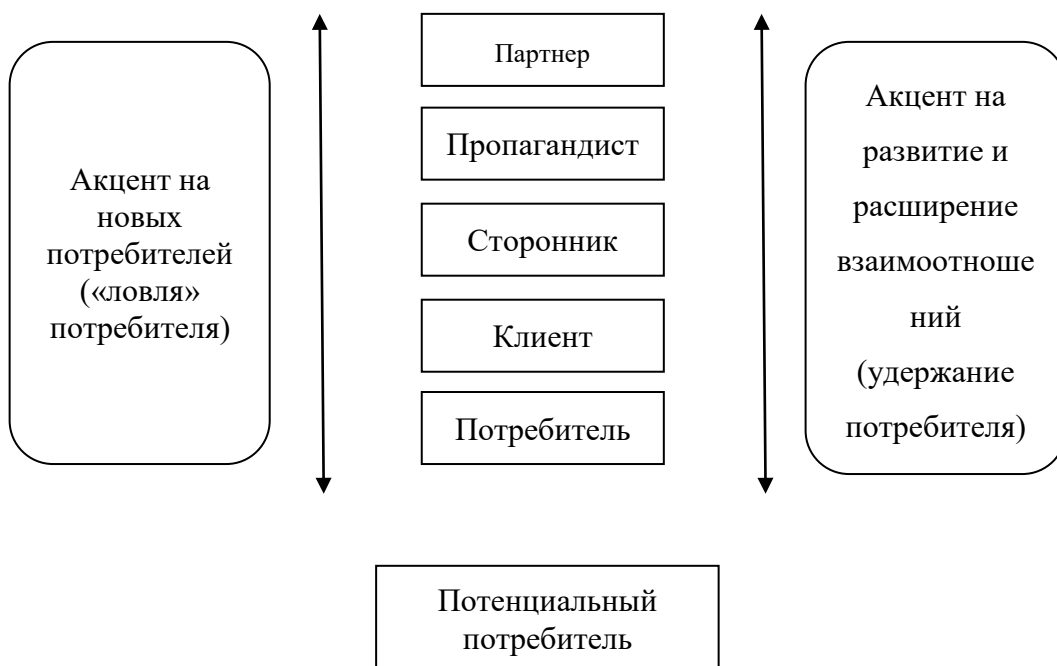 Акцент на
новых
потребителей
(«ловля»
потребителя)
Партнер
Пропагандист
Сторонник
Клиент
Потребитель
Акцент на
развитие и
расширение
взаимоотноше
ний
(удержание
потребителя)
Потенциальный
потребитель